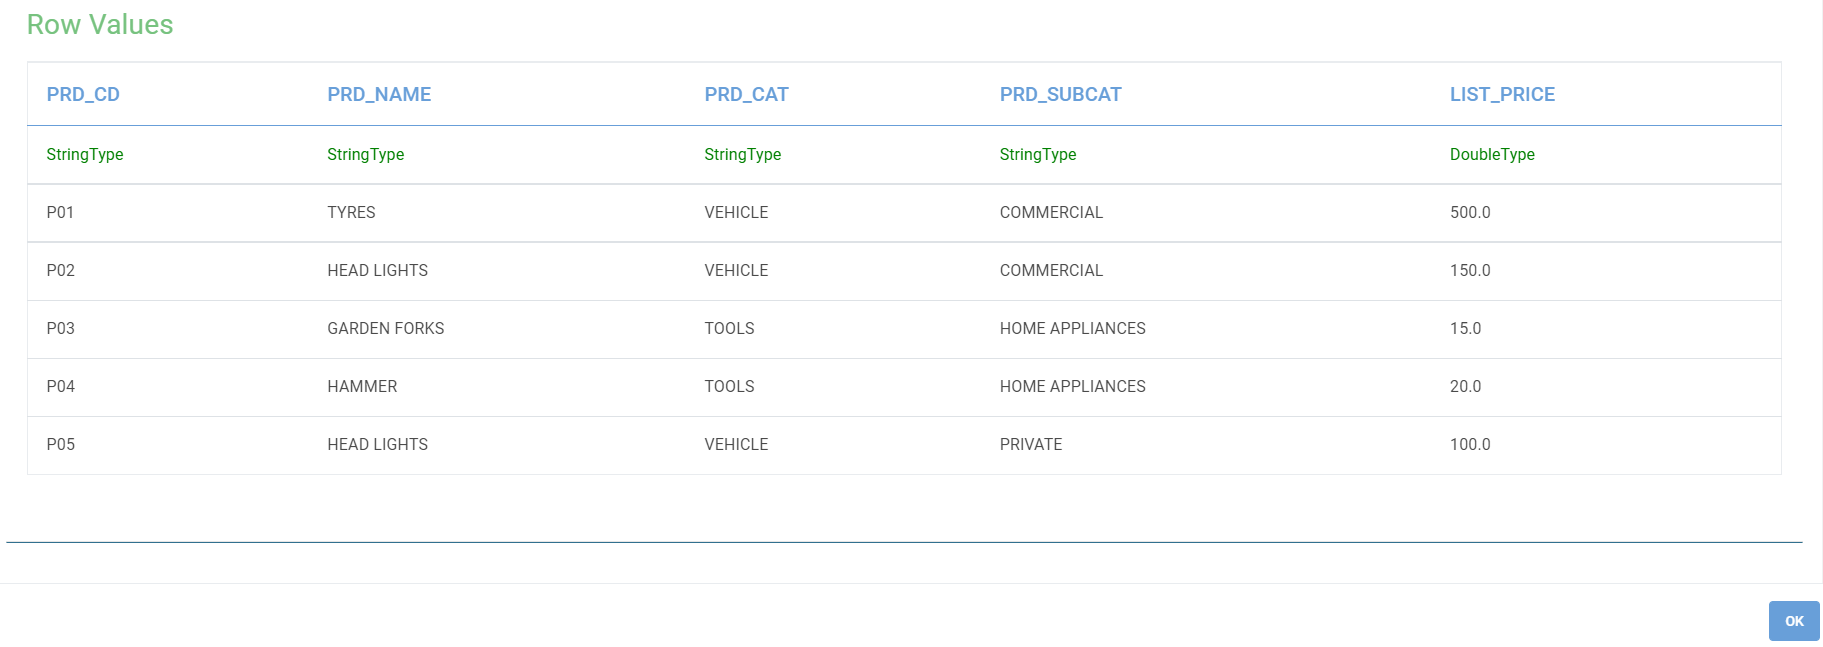 Row Values
PRD_CD PRD_NAME PRD_CAT PRD_SUBCAT LIST_PRICE
StringType StringType StringType StringType DoubleType
P01 TYRES VEHICLE COMMERCIAL 500.0
P02 HEAD LIGHTS VEHICLE COMMERCIAL 150.0
P03 GARDEN FORKS TOOLS HOME APPLIANCES 15.0
P04 HAMMER TOOLS HOME APPLIANCES 20.0
P05 HEAD LIGHTS VEHICLE PRIVATE 100.0
OK